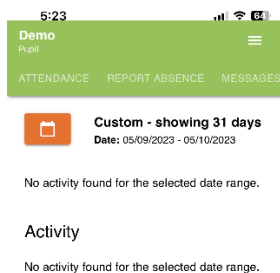 5:23
64
Demo
Pupil
ATTENDANCE REPORT ABSENCE MESSAGES
Custom - showing 31 days
Date: 05/09/2023 - 05/10/2023
No activity found for the selected date range.
Activity
No activity found for the selected date range.